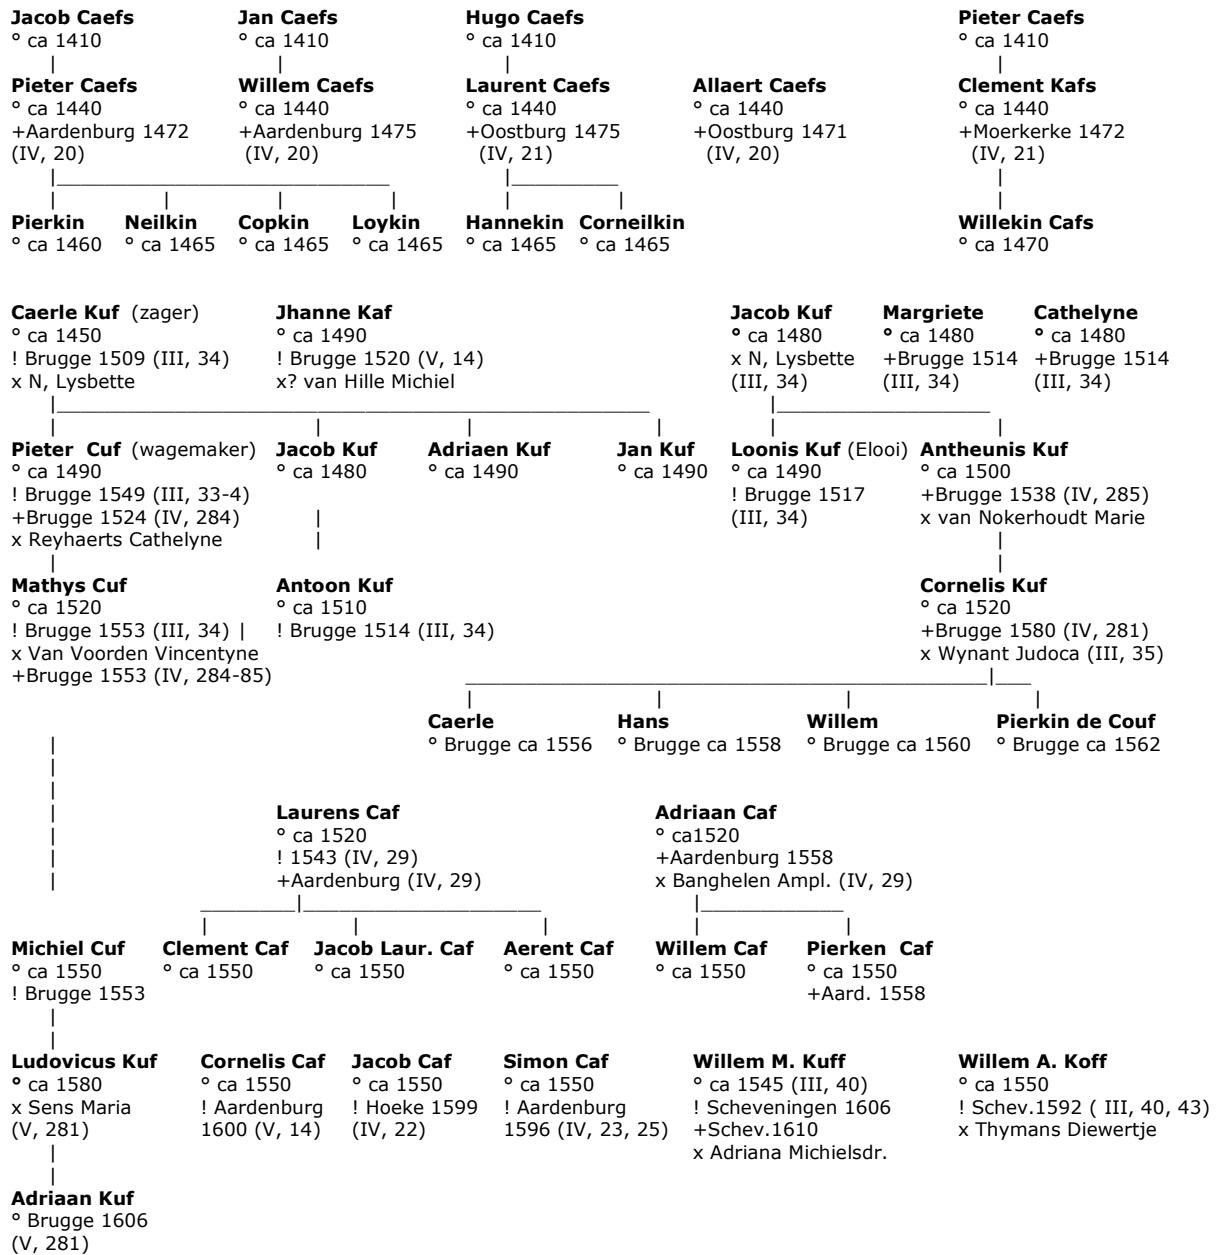 Jacob Caefs Jan Caefs Hugo Caefs Pieter Caefs
° ca 1410 ° ca 1410 ° ca 1410 ° ca 1410
Pieter Caefs Willem Caefs Laurent Caefs Allaert Caefs Clement Kafs
° ca 1440 ° ca 1440 ° ca 1440 ° ca 1440 ° ca 1440
+Aardenburg 1472 +Aardenburg 1475 +Oostburg 1475 +Oostburg 1471 +Moerkerke 1472
(IV, 20) (IV, 20) (IV, 21) (IV, 20) (IV, 21)
Pierkin Neilkin Copkin Loykin Hannekin Corneilkin Willekin Cafs
° ca 1460 ° ca 1465 ° ca 1465 ° ca 1465 ° ca 1465 ° ca 1465 ° ca 1470
Caerle Kuf (zager) Jhanne Kaf Jacob Kuf Margriete Cathelyne
° ca 1450 ° ca 1490 ° ca 1480 ° ca 1480 ° ca 1480
! Brugge 1509 (III, 34) ! Brugge 1520 (V, 14) x N, Lysbette +Brugge 1514 +Brugge 1514
x N, Lysbette x? van Hille Michiel (III, 34) (III, 34) (III, 34)
Pieter Cuf (wagemaker) Jacob Kuf Adriaen Kuf Jan Kuf Loonis Kuf (Elooi) Antheunis Kuf
° ca 1490 ° ca 1480 ° ca 1490 ° ca 1490 ° ca 1490 ° ca 1500
! Brugge 1549 (III, 33-4) ! Brugge 1517 +Brugge 1538 (IV, 285)
+Brugge 1524 (IV, 284) (III, 34) x van Nokerhoudt Marie
x Reyhaerts Cathelyne
Mathys Cuf Antoon Kuf Cornelis Kuf
° ca 1520 ° ca 1510 ° ca 1520
! Brugge 1553 (III, 34) | ! Brugge 1514 (III, 34) +Brugge 1580 (IV, 281)
x Van Voorden Vincentyne x Wynant Judoca (III, 35)
+Brugge 1553 (IV, 284-85)
Caerle Hans Willem Pierkin de Couf
° Brugge ca 1556 ° Brugge ca 1558 ° Brugge ca 1560 ° Brugge ca 1562
Laurens Caf Adriaan Caf
° ca 1520 ° ca1520
! 1543 (IV, 29) +Aardenburg 1558
+Aardenburg (IV, 29) x Banghelen Ampl. (IV, 29)
Michiel Cuf Clement Caf Jacob Laur. Caf Aerent Caf Willem Caf Pierken Caf
° ca 1550 ° ca 1550 ° ca 1550 ° ca 1550 ° ca 1550 ° ca 1550
! Brugge 1553 +Aard. 1558
Ludovicus Kuf Cornelis Caf Jacob Caf Simon Caf Willem M. Kuff Willem A. Koff
° ca 1580 ° ca 1550 ° ca 1550 ° ca 1550 ° ca 1545 (III, 40) ° ca 1550
x Sens Maria ! Aardenburg ! Hoeke 1599 ! Aardenburg ! Scheveningen 1606 ! Schev.1592 ( III, 40, 43)
(V, 281) 1600 (V, 14) (IV, 22) 1596 (IV, 23, 25) +Schev.1610 x Thymans Diewertje
x Adriana Michielsdr.
Adriaan Kuf
° Brugge 1606
(V, 281)